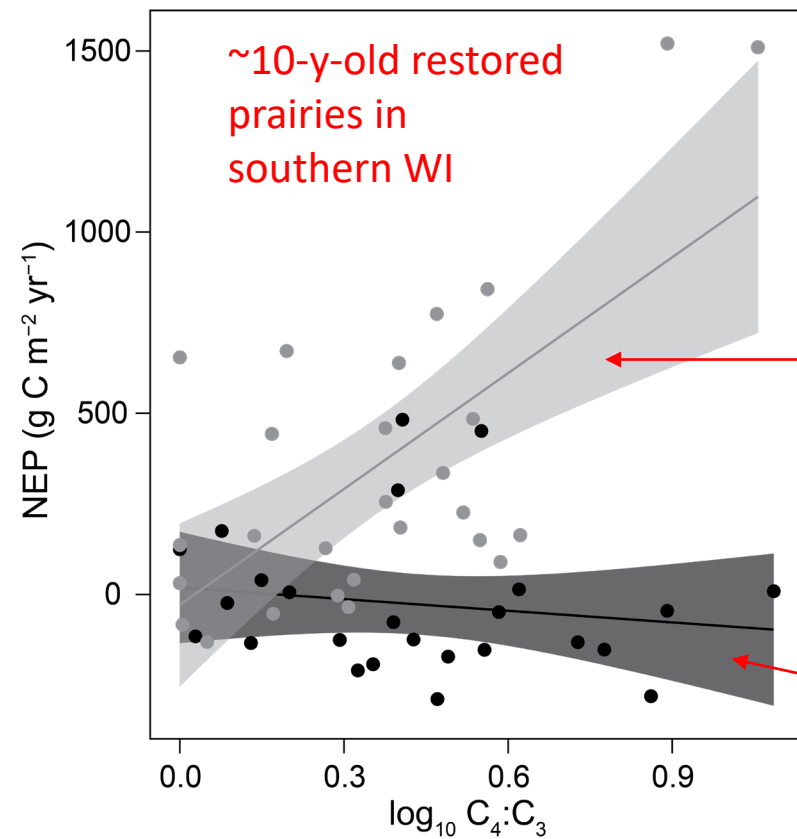 ~10-y-old restored
prairies in
southern WI
1500
1000
500
0
NEP (g C m⁻² yr⁻¹)
0.0 0.3 0.6 0.9
log₁₀ C₄:C₃